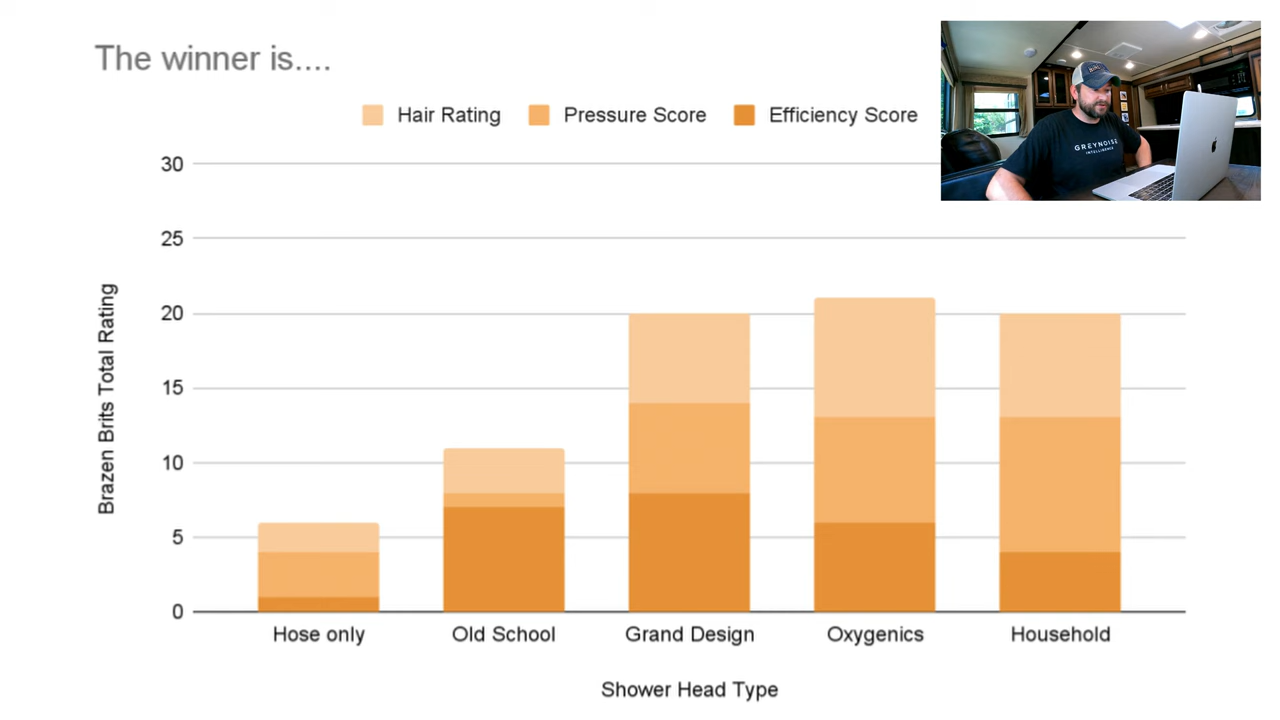 The winner is....
Hair Rating
Pressure Score
Efficiency Score
GREYNOISE
INTELLIGENCE
30
25
20
15
10
5
0
Brazen Brits Total Rating
Hose only
Old School
Grand Design
Oxygenics
Household
Shower Head Type